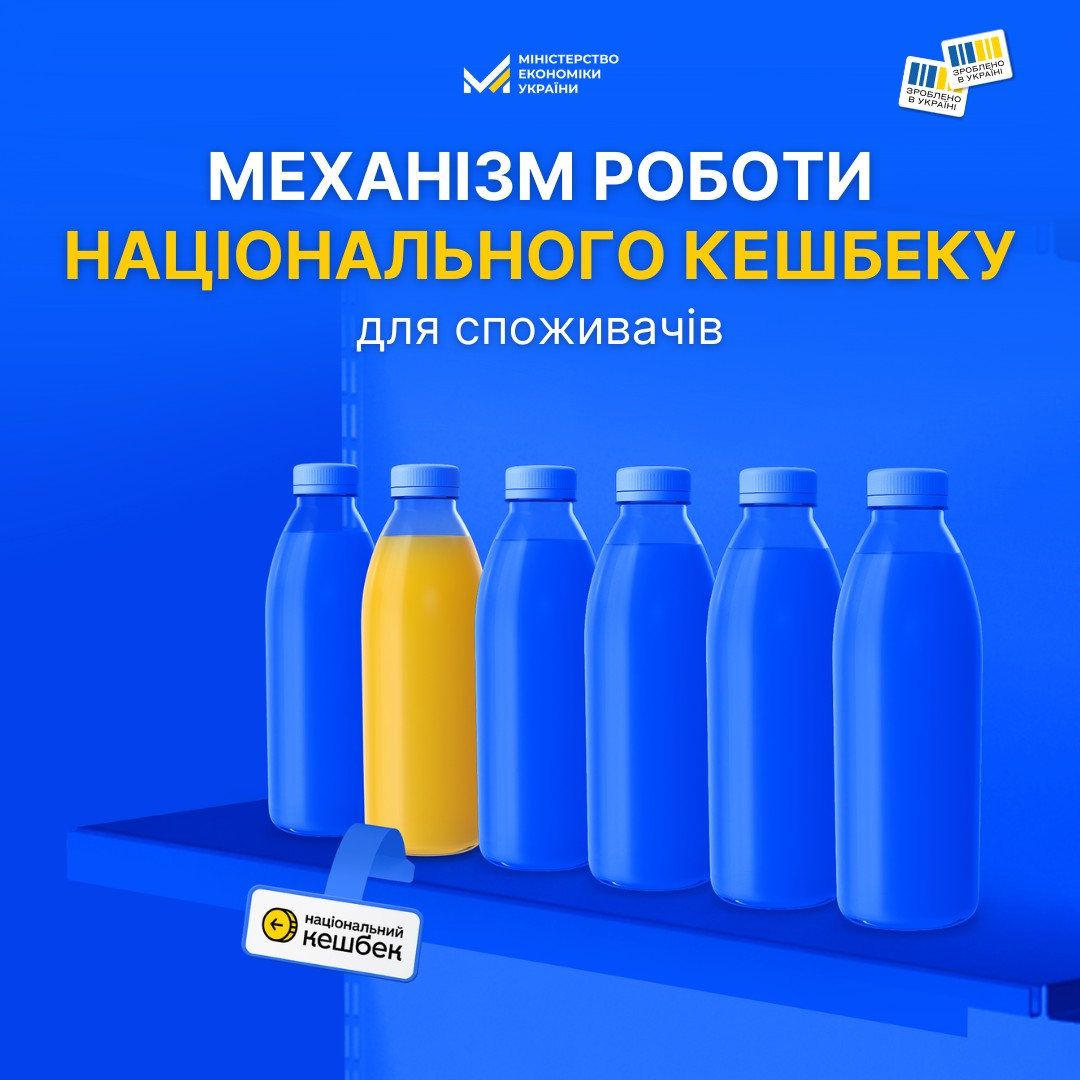 МІНІСТЕРСТВО
ЕКОНОМІКИ
УКРАЇНИ
ЗРОБЛЕНО
В УКРАЇНІ
ЗРОБЛЕНО
В УКРАЇНІ
МЕХАНІЗМ РОБОТИ
НАЦІОНАЛЬНОГО КЕШБЕКУ
для споживачів
національний
кешбек